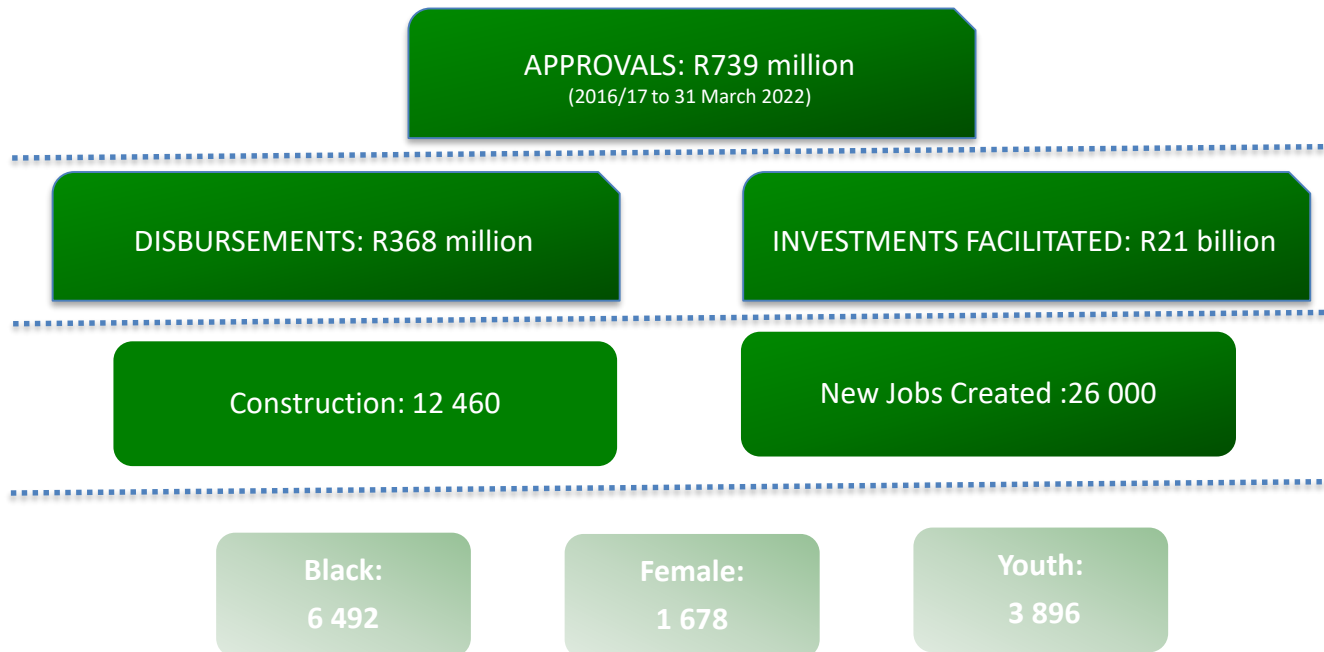 APPROVALS: R739 million
(2016/17 to 31 March 2022)
DISBURSEMENTS: R368 million
INVESTMENTS FACILITATED: R21 billion
Construction: 12 460
New Jobs Created :26 000
Black:
6 492
Female:
1 678
Youth:
3 896